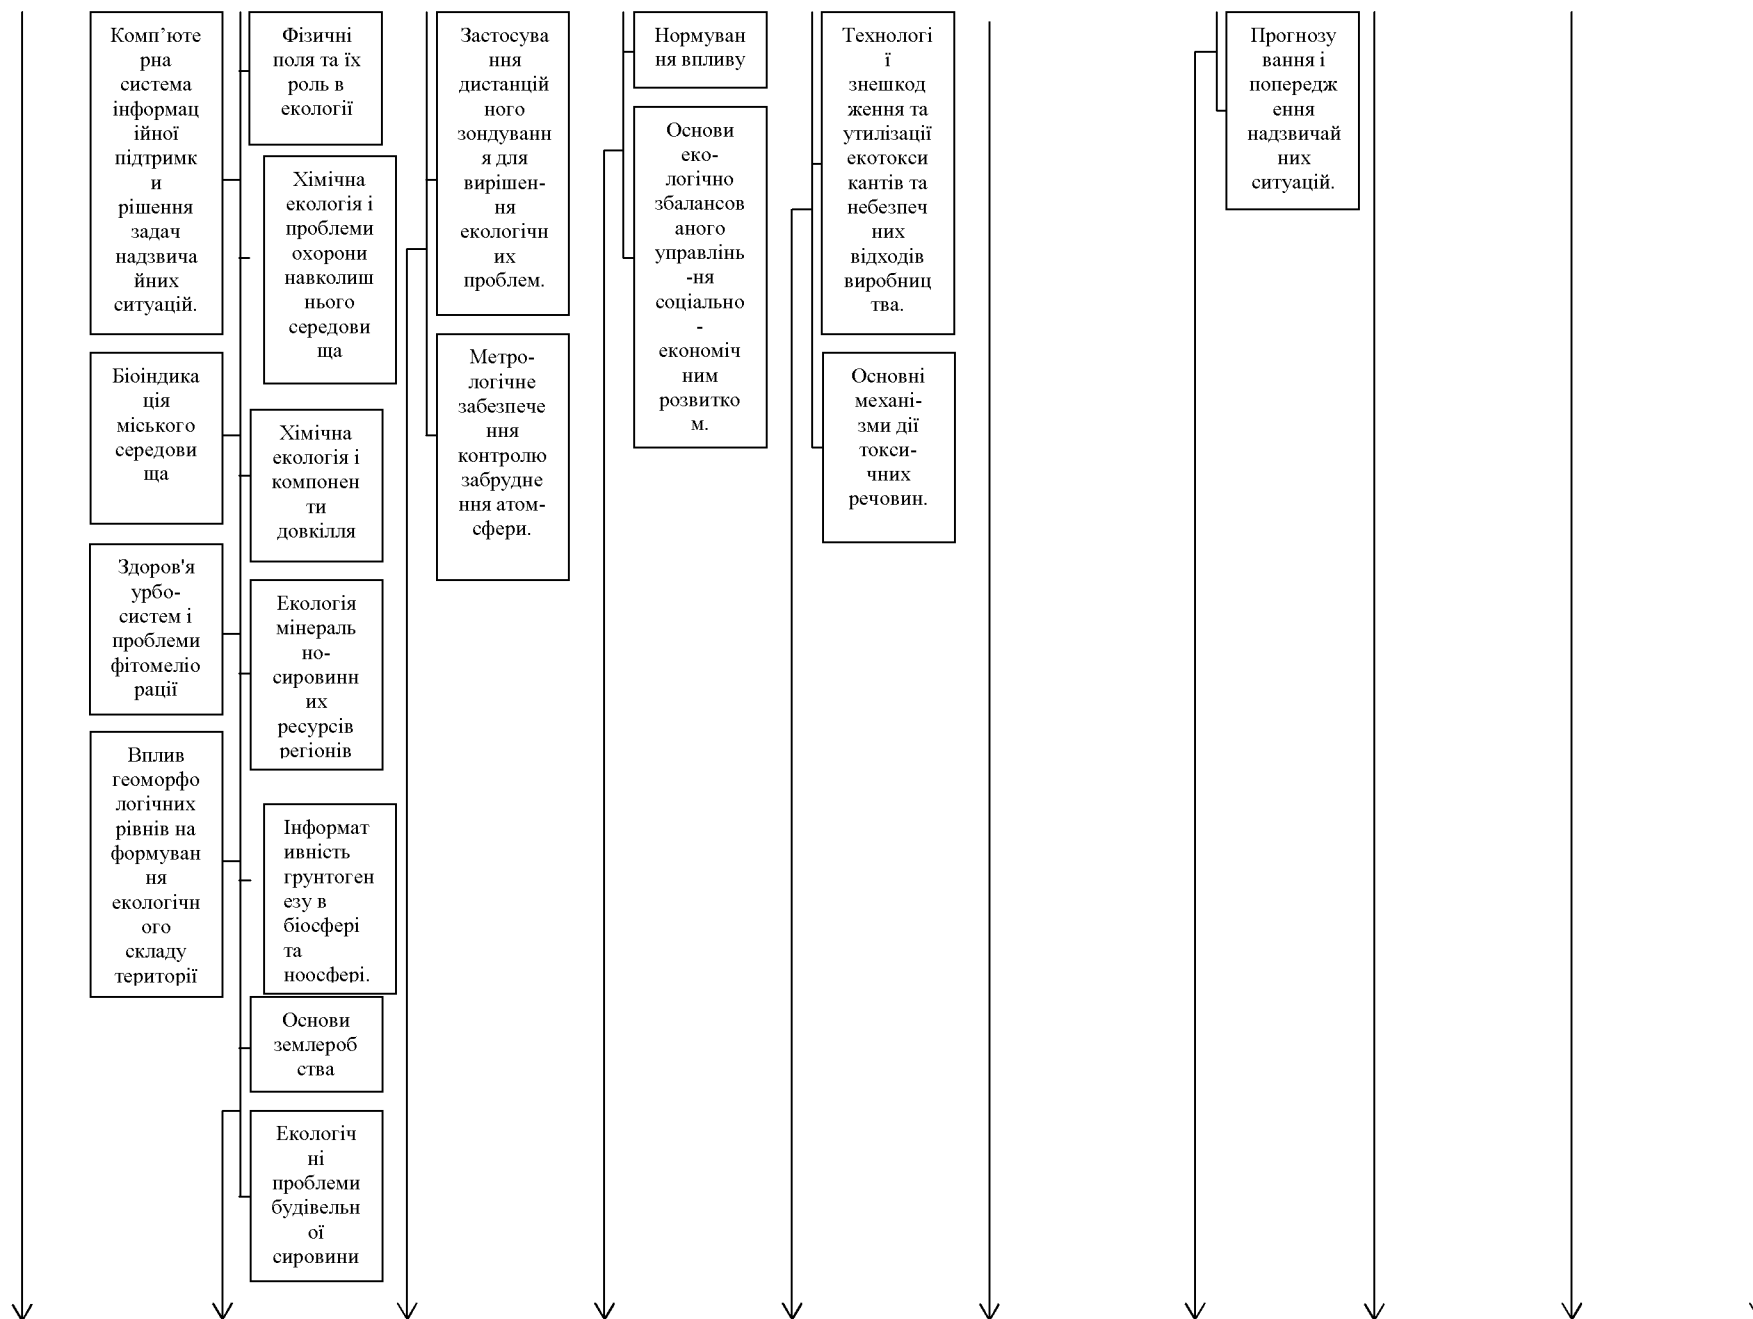 Комп’юте
рна
система
інформац
ійної
підтримк
и
рішення
задач
надзвича
йних
ситуацій.
Біоіндика
ція
міського
середови
ща
Здоров'я
урбо-
систем і
проблеми
фітомеліо
рації
Вплив
геоморфо
логічних
рівнів на
формуван
ня
екологічн
ого
складу
території
Фізичні
поля та їх
роль в
екології
Хімічна
екологія і
проблеми
охорони
навколиш
нього
середови
ща
Хімічна
екологія і
компонен
ти
довкілля
Екологія
мінераль
но-
сировинн
их
ресурсів
регіонів
Інформат
ивність
грунтоген
езу в
біосфері
та
ноосфері.
Основи
землероб
ства
Екологіч
ні
проблеми
будівельн
ої
сировини
Застосува
ння
дистанцій
ного
зондуванн
я для
вирішен-
ня
екологічн
их
проблем.
Метро-
логічне
забезпече
ння
контролю
забрудне
ння атом-
сфери.
Нормуван
ня впливу
Основи
еко-
логічно
збалансов
аного
управлінь
-ня
соціально
-
економіч
ним
розвитко
м.
Технологі
ї
знешкод
ження та
утилізації
екотокси
кантів та
небезпеч
них
відходів
виробниц
тва.
Основні
механі-
зми дії
токси-
чних
речовин.
Прогнозу
вання і
попередж
ення
надзвичай
них
ситуацій.